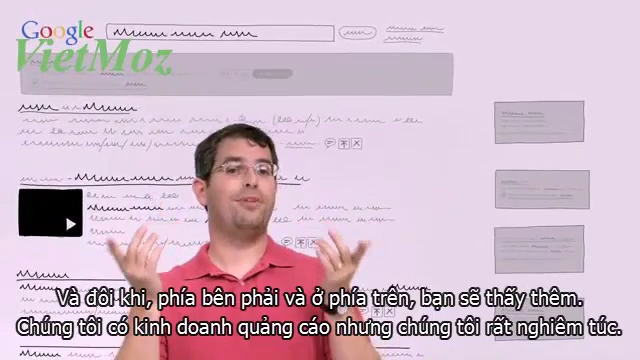 Google
VietMoz
Và đôi khi, phía bên phải và ở phía trên, bạn sẽ thấy thêm.
Chúng tôi có kinh doanh quảng cáo nhưng chúng tôi rất nghiêm túc.